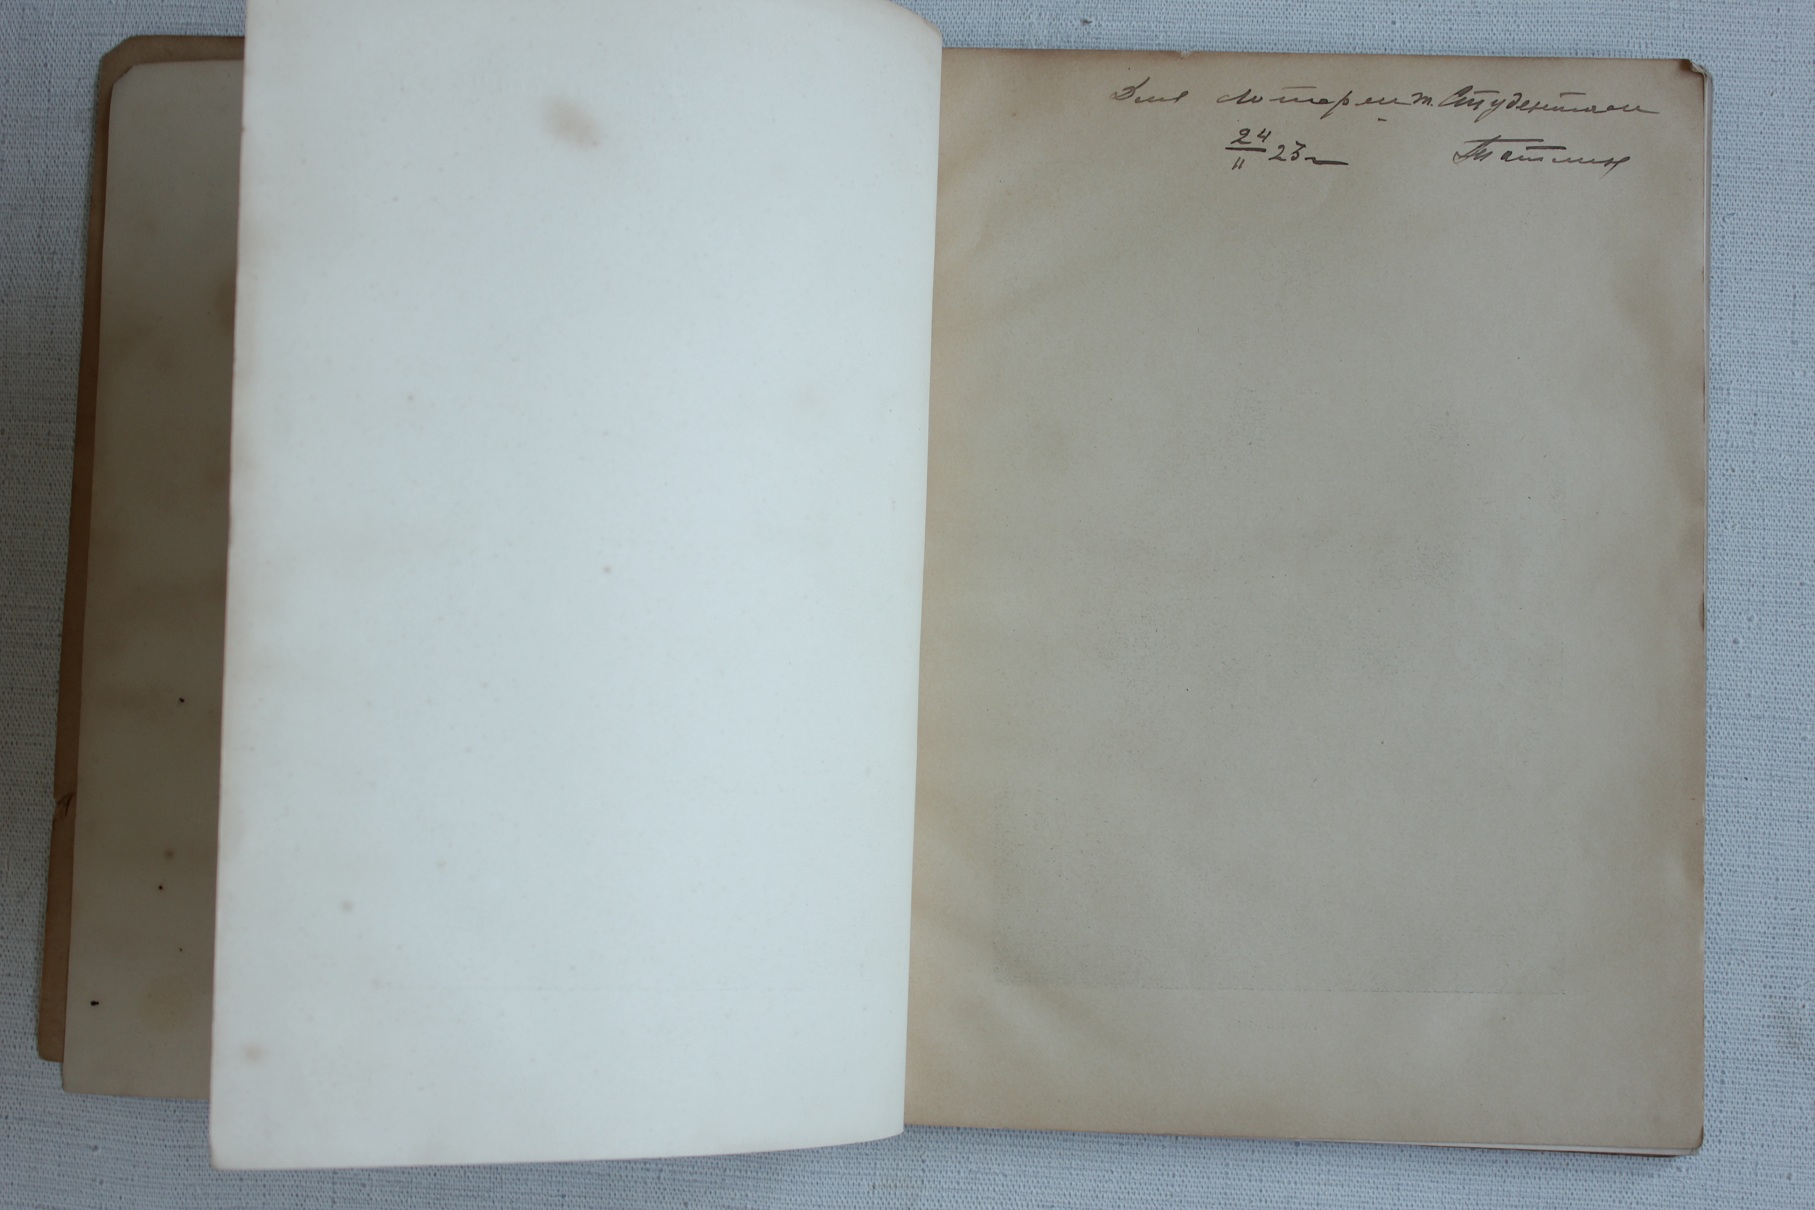 Для лотереи т. Студентам
24/II 23 г
Татлин